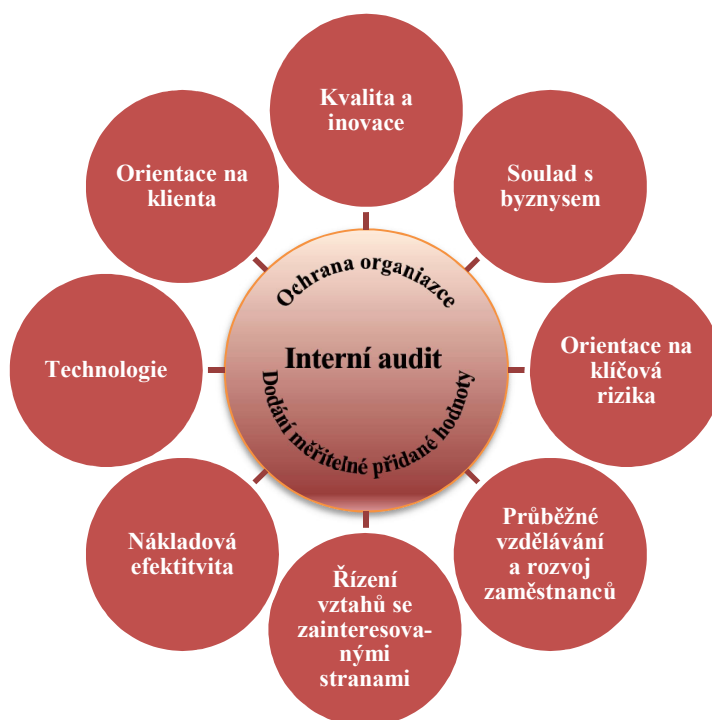 Kvalita a
inovace
Soulad s
byznysem
Orientace na
klíčová
rizika
Průběžné
vzdělávání
a rozvoj
zaměstnanců
Řízení
vztahů se
zainteresova-
nými
stranami
Nákladová
efektitvita
Technologie
Orientace na
klienta
Ochrana organiazce
Interní audit
Dodání měřitelné přidané hodnoty